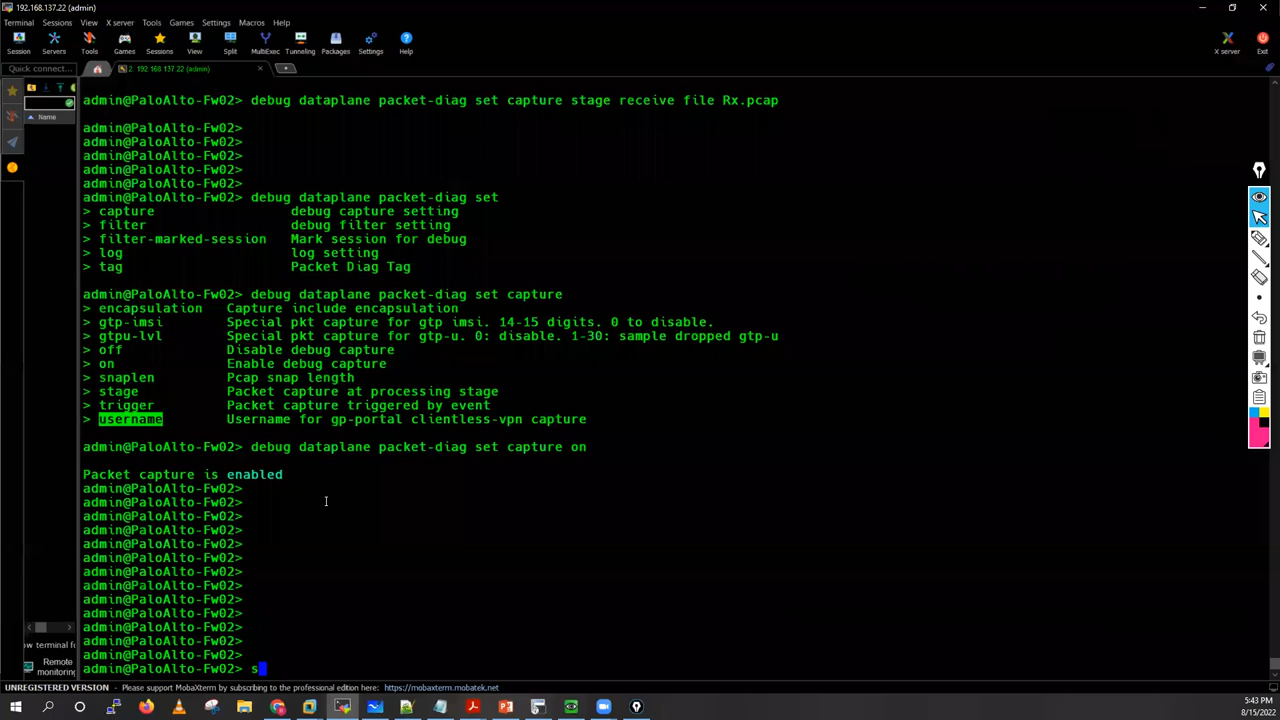 192.168.137.22 (admin)
Terminal Sessions View X server Tools Games Settings Macros Help
Session Servers Tools Games Sessions View Split MultiExec Tunneling Packages Settings Help X server Exit
Quick connect... 2. 192.168.137.22 (admin)
Name
admin@PaloAlto-Fw02> debug dataplane packet-diag set capture stage receive file Rx.pcap
admin@PaloAlto-Fw02>
admin@PaloAlto-Fw02>
admin@PaloAlto-Fw02>
admin@PaloAlto-Fw02>
admin@PaloAlto-Fw02>
admin@PaloAlto-Fw02> debug dataplane packet-diag set
> capture debug capture setting
> filter debug filter setting
> filter-marked-session Mark session for debug
> log log setting
> tag Packet Diag Tag
admin@PaloAlto-Fw02> debug dataplane packet-diag set capture
> encapsulation Capture include encapsulation
> gtp-imsi Special pkt capture for gtp imsi. 14-15 digits. 0 to disable.
> gtpu-lvl Special pkt capture for gtp-u. 0: disable. 1-30: sample dropped gtp-u
> off Disable debug capture
> on Enable debug capture
> snaplen Pcap snap length
> stage Packet capture at processing stage
> trigger Packet capture triggered by event
> username Username for gp-portal clientless-vpn capture
admin@PaloAlto-Fw02> debug dataplane packet-diag set capture on
Packet capture is enabled
admin@PaloAlto-Fw02>
admin@PaloAlto-Fw02>
admin@PaloAlto-Fw02>
admin@PaloAlto-Fw02>
admin@PaloAlto-Fw02>
admin@PaloAlto-Fw02>
admin@PaloAlto-Fw02>
admin@PaloAlto-Fw02>
admin@PaloAlto-Fw02>
admin@PaloAlto-Fw02>
admin@PaloAlto-Fw02>
admin@PaloAlto-Fw02>
admin@PaloAlto-Fw02>
admin@PaloAlto-Fw02> s
ow terminal fo
Remote
monitoring
UNREGISTERED VERSION - Please support MobaXterm by subscribing to the professional edition here: https://mobaxterm.mobatek.net
5:43 PM
8/15/2022